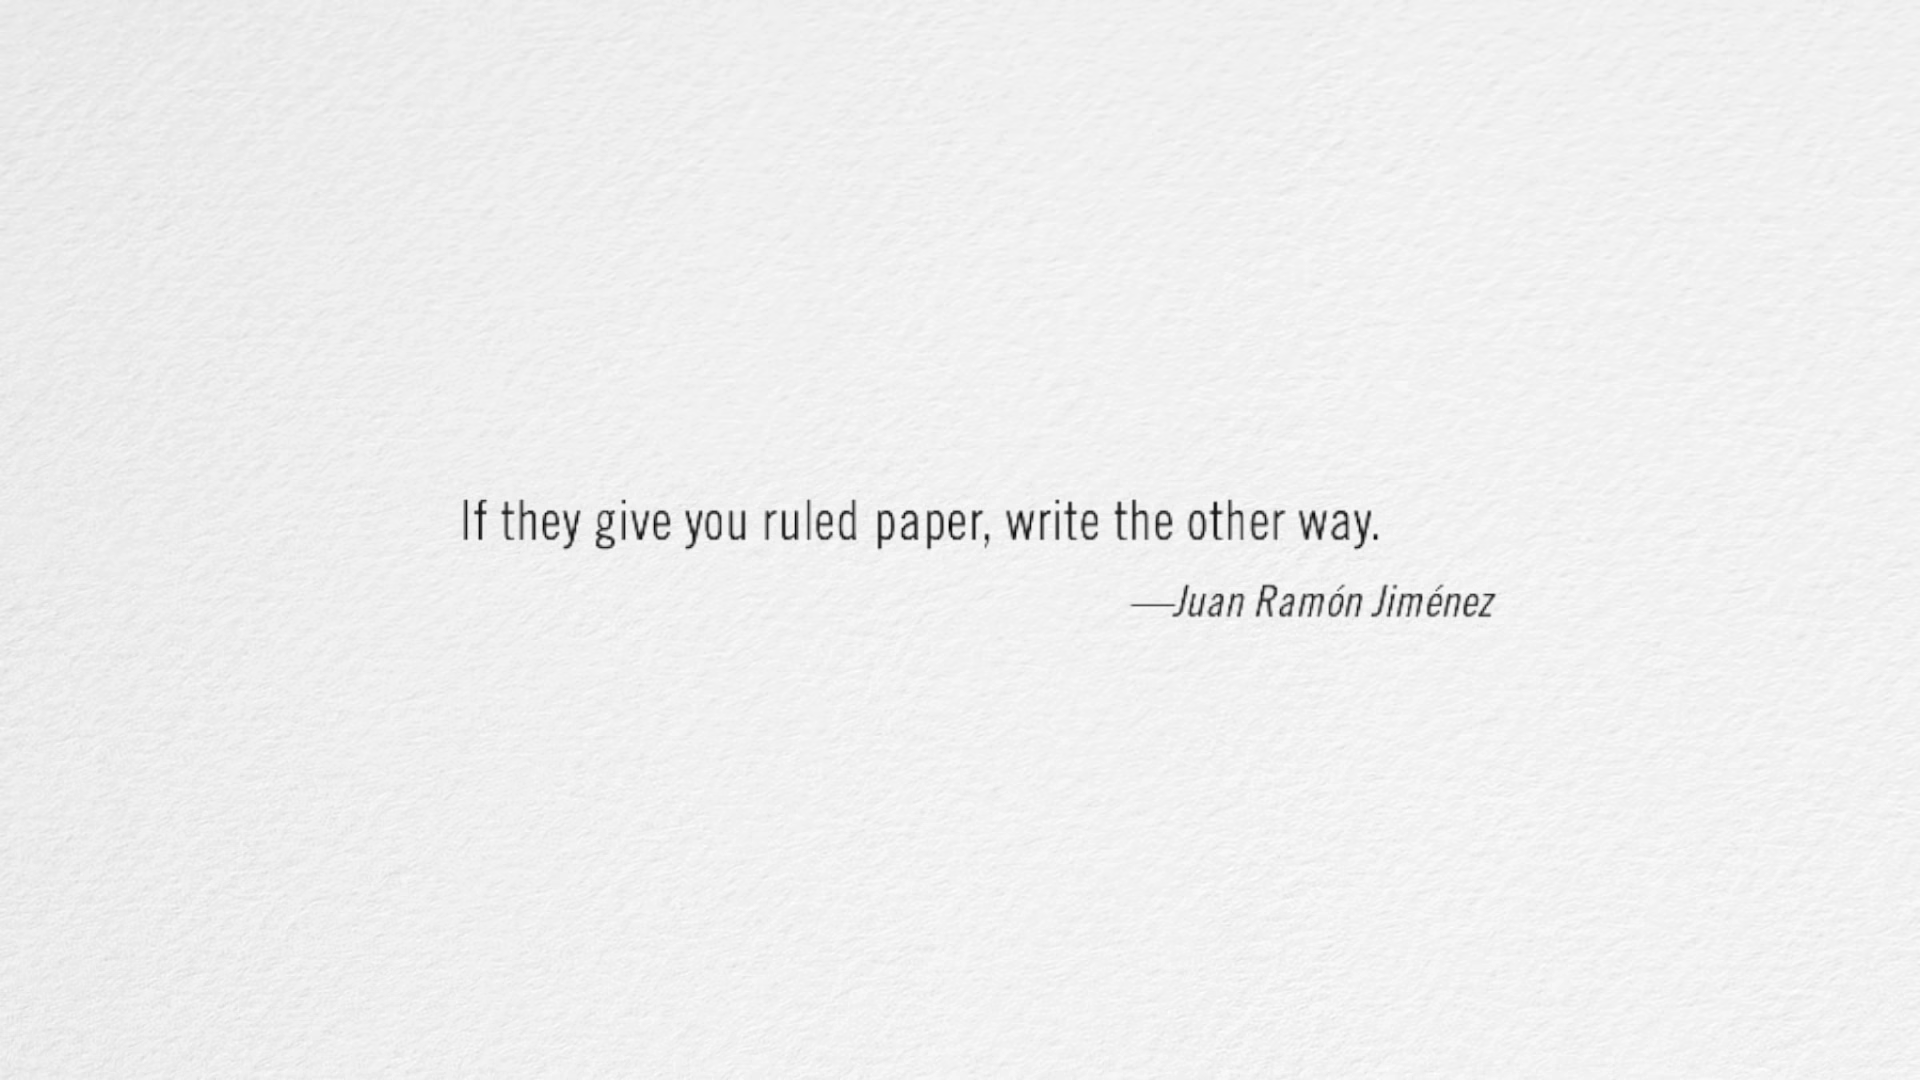 If they give you ruled paper, write the other way.
—Juan Ramón Jiménez